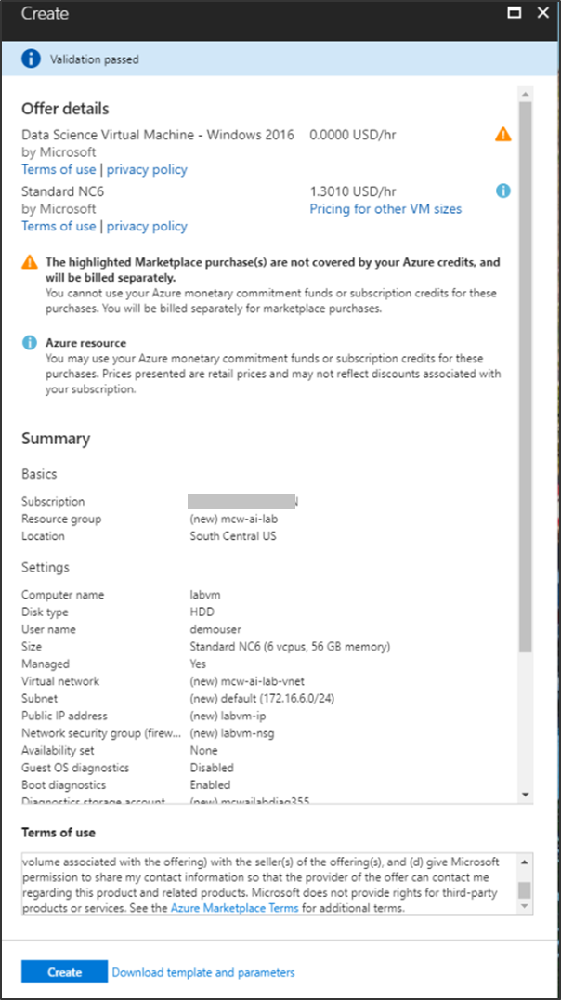 Create
Validation passed
Offer details
Data Science Virtual Machine - Windows 2016 0.0000 USD/hr
by Microsoft
Terms of use | privacy policy
Standard NC6 1.3010 USD/hr
by Microsoft Pricing for other VM sizes
Terms of use | privacy policy
The highlighted Marketplace purchase(s) are not covered by your Azure credits, and
will be billed separately.
You cannot use your Azure monetary commitment funds or subscription credits for these
purchases. You will be billed separately for marketplace purchases.
Azure resource
You may use your Azure monetary commitment funds or subscription credits for these
purchases. Prices presented are retail prices and may not reflect discounts associated with
your subscription.
Summary
Basics
Subscription
Resource group (new) mcw-ai-lab
Location South Central US
Settings
Computer name labvm
Disk type HDD
User name demouser
Size Standard NC6 (6 vcpus, 56 GB memory)
Managed Yes
Virtual network (new) mcw-ai-lab-vnet
Subnet (new) default (172.16.6.0/24)
Public IP address (new) labvm-ip
Network security group (firew... (new) labvm-nsg
Availability set None
Guest OS diagnostics Disabled
Boot diagnostics Enabled
Diagnostics storage account (new) mcwailabdiag355
Terms of use
volume associated with the offering) with the seller(s) of the offering(s), and (d) give Microsoft
permission to share my contact information so that the provider of the offer can contact me
regarding this product and related products. Microsoft does not provide rights for third-party
products or services. See the Azure Marketplace Terms for additional terms.
Create Download template and parameters